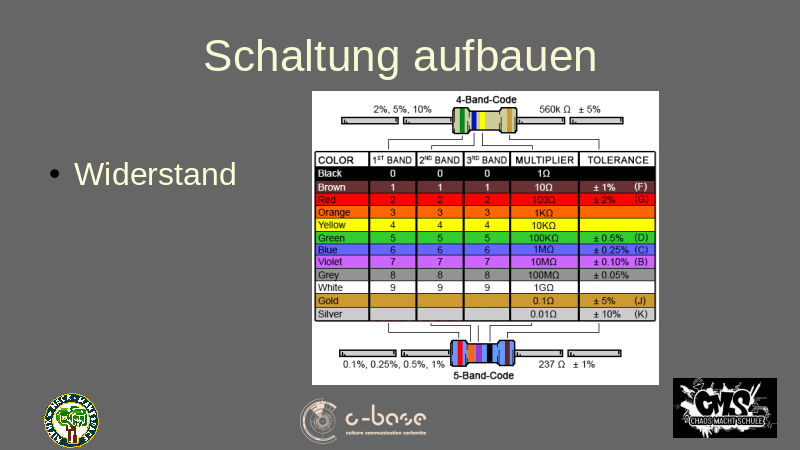 Schaltung aufbauen
• Widerstand
4-Band-Code
2%, 5%, 10%
560k Ω ± 5%
COLOR 1ST BAND 2ND BAND 3RD BAND MULTIPLIER TOLERANCE
Black 0 0 0 1Ω
Brown 1 1 1 10Ω ± 1% (F)
Red 2 2 2 100Ω ± 2% (G)
Orange 3 3 3 1KΩ
Yellow 4 4 4 10KΩ
Green 5 5 5 100KΩ ± 0.5% (D)
Blue 6 6 6 1MΩ ± 0.25% (C)
Violet 7 7 7 10MΩ ± 0.10% (B)
Grey 8 8 8 100MΩ ± 0.05%
White 9 9 9 1GΩ
Gold 0.1Ω ± 5% (J)
Silver 0.01Ω ± 10% (K)
0.1%, 0.25%, 0.5%, 1%
237 Ω ± 1%
5-Band-Code
c-base
culture communication carbonite
CMS
CHAOS MACHT SCHULE